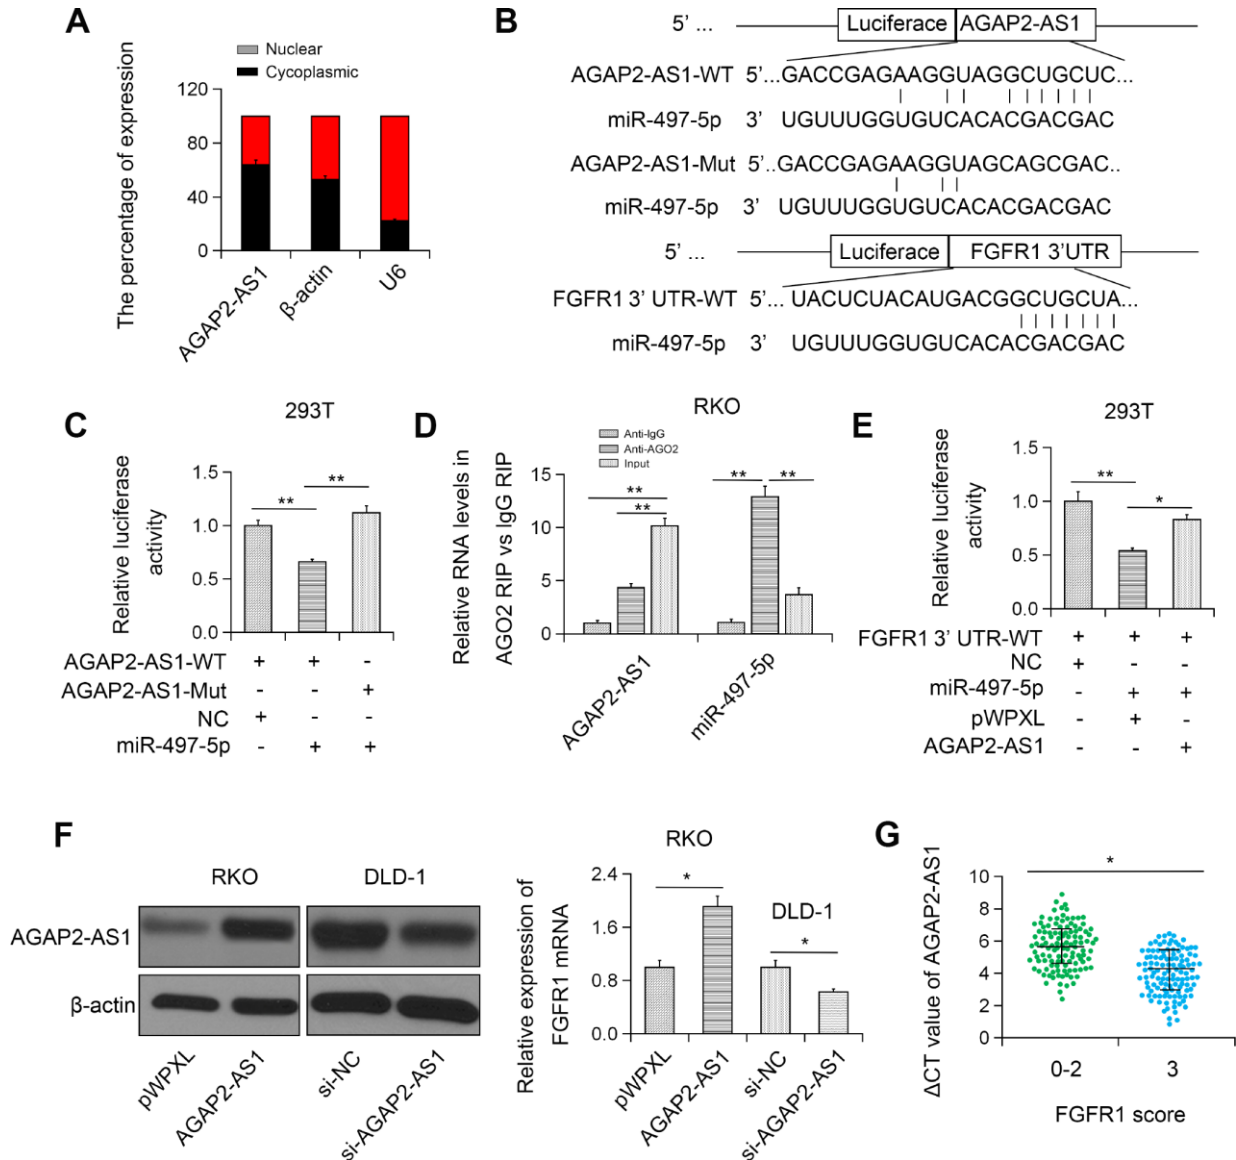 A
Nuclear
Cycoplasmic
The percentage of expression
120
80
40
0
AGAP2-AS1
β-actin
U6
B
5’ ...
Luciferace
AGAP2-AS1
AGAP2-AS1-WT 5’...GACCGAGAAGGUAGGCUGCUC...
miR-497-5p 3’ UGUUUGGUGUCACACGACGAC
AGAP2-AS1-Mut 5’..GACCGAGAAGGUAGCAGCGAC..
miR-497-5p 3’ UGUUUGGUGUCACACGACGAC
5’ ...
Luciferace
FGFR1 3’UTR
FGFR1 3’ UTR-WT 5’... UACUCUACAUGACGGCUGCUA...
miR-497-5p 3’ UGUUUGGUGUCACACGACGAC
C
293T
Relative luciferase
activity
1.5
1.0
0.5
0.0
** **
AGAP2-AS1-WT + + -
AGAP2-AS1-Mut - - +
NC + - -
miR-497-5p - + +
D
RKO
Anti-IgG
Anti-AGO2
Input
Relative RNA levels in
AGO2 RIP vs IgG RIP
15
10
5
0
** ** ** **
AGAP2-AS1
miR-497-5p
E
293T
Relative luciferase
activity
1.5
1.0
0.5
0.0
** *
FGFR1 3’ UTR-WT + + +
NC + - -
miR-497-5p - + +
pWPXL - + -
AGAP2-AS1 - - +
F
RKO
DLD-1
AGAP2-AS1
β-actin
pWPXL
AGAP2-AS1
si-NC
si-AGAP2-AS1
RKO
DLD-1
Relative expression of
FGFR1 mRNA
2.4
1.6
0.8
0.0
* *
pWPXL
AGAP2-AS1
si-NC
si-AGAP2-AS1
G
ΔCT value of AGAP2-AS1
10
8
6
4
2
0
*
0-2
3
FGFR1 score